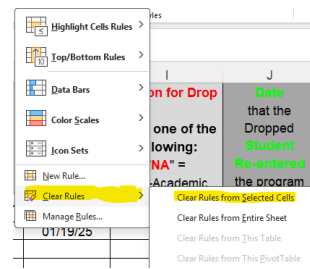 yles
Highlight Cells Rules
Top/Bottom Rules
Data Bars
Color Scales
Icon Sets
New Rule...
Clear Rules
Manage Rules...
01/19/25
I
on for Drop
one of the
lowing:
"NA" =
-Academic
J
Date
that the
Dropped
Student
Re-entered
the program
Clear Rules from Selected Cells
Clear Rules from Entire Sheet
Clear Rules from This Table
Clear Rules from This PivotTable